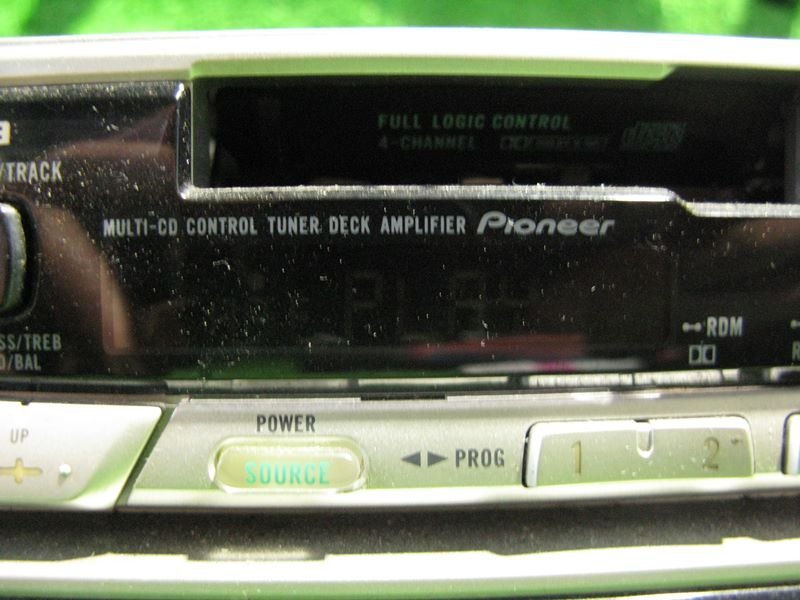 FULL LOGIC CONTROL
4-CHANNEL
/TRACK
MULTI-CD CONTROL TUNER DECK AMPLIFIER Pioneer
RDM
SS/TREB
/BAL
UP
POWER
SOURCE
PROG
1
2